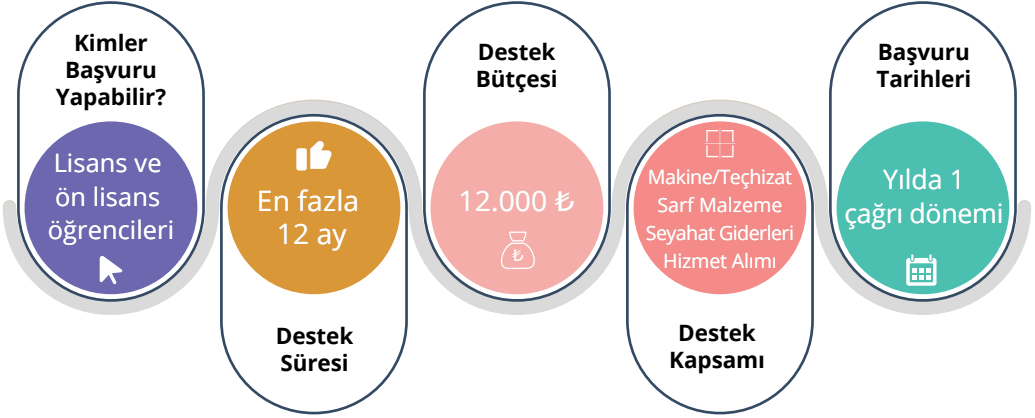 Kimler
Başvuru
Yapabilir?
Lisans ve
ön lisans
öğrencileri
En fazla
12 ay
Destek
Süresi
Destek
Bütçesi
12.000 ₺
₺
Makine/Teçhizat
Sarf Malzeme
Seyahat Giderleri
Hizmet Alımı
Destek
Kapsamı
Başvuru
Tarihleri
Yılda 1
çağrı dönemi